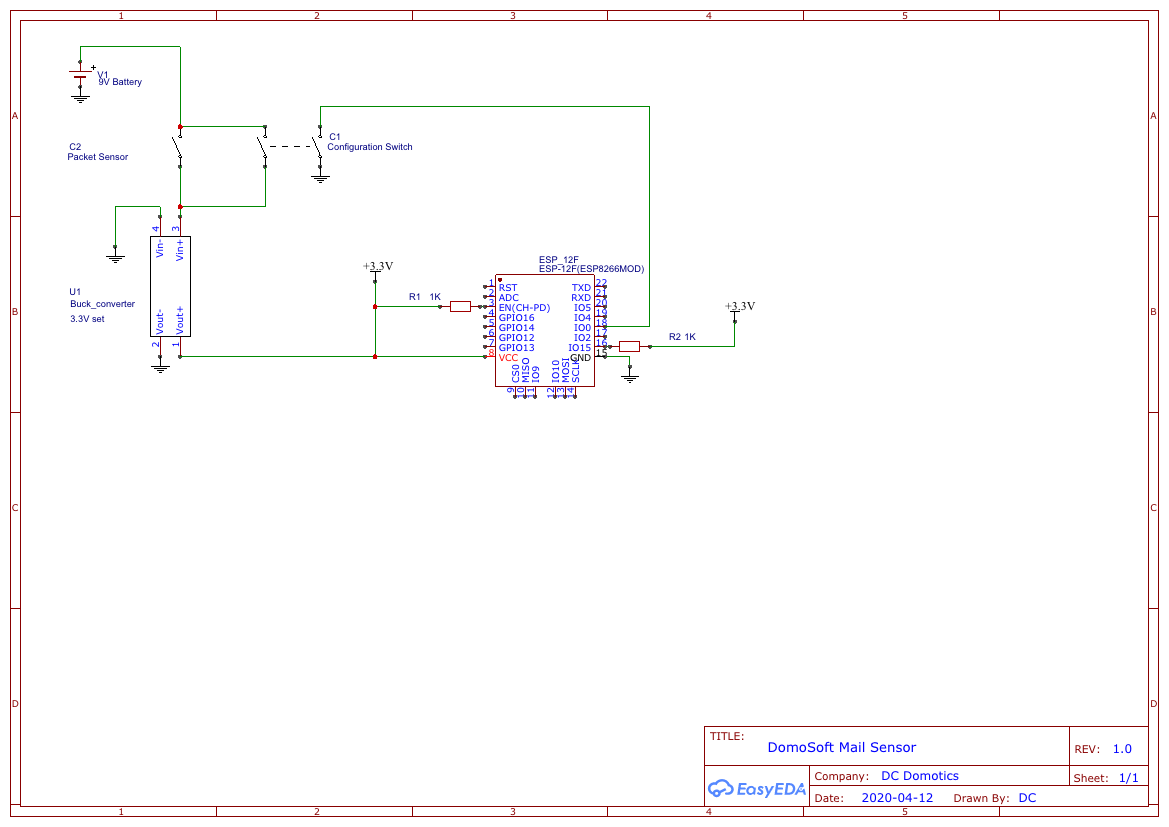 1 2 3 4 5
A A
B B
C C
D D
+
V1
9V Battery
C2
Packet Sensor
C1
Configuration Switch
4 3
Vin- Vin+
U1
Buck_converter
3.3V set
Vout- Vout+
2 1
+3.3V
R1 1K
ESP_12F
ESP-12F(ESP8266MOD)
1 RST TXD 22
2 ADC RXD 21
3 EN(CH-PD) IO5 20
4 GPIO16 IO4 19
5 GPIO14 IO0 18
6 GPIO12 IO2 17
7 GPIO13 IO15 16
8 VCC GND 15
CS0 MISO IO9 IO10 MOSI SCLK
9 10 11 12 13 14
+3.3V
R2 1K
TITLE:
DomoSoft Mail Sensor
REV: 1.0
EasyEDA
Company: DC Domotics
Sheet: 1/1
Date: 2020-04-12 Drawn By: DC
1 2 3 4 5